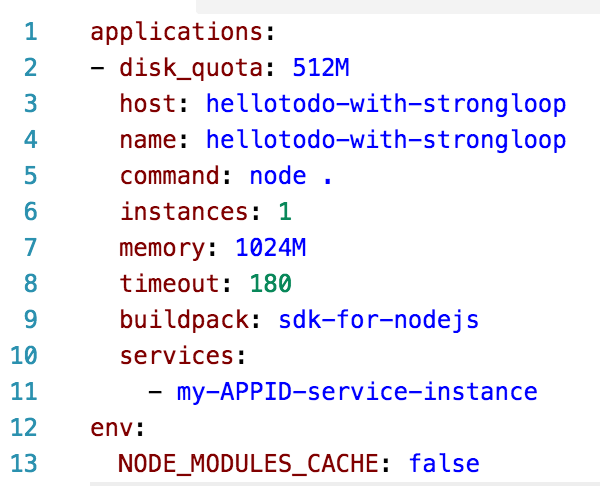 1 applications:
2 - disk_quota: 512M
3 host: hellotodo-with-strongloop
4 name: hellotodo-with-strongloop
5 command: node .
6 instances: 1
7 memory: 1024M
8 timeout: 180
9 buildpack: sdk-for-nodejs
10 services:
11 - my-APPID-service-instance
12 env:
13 NODE_MODULES_CACHE: false